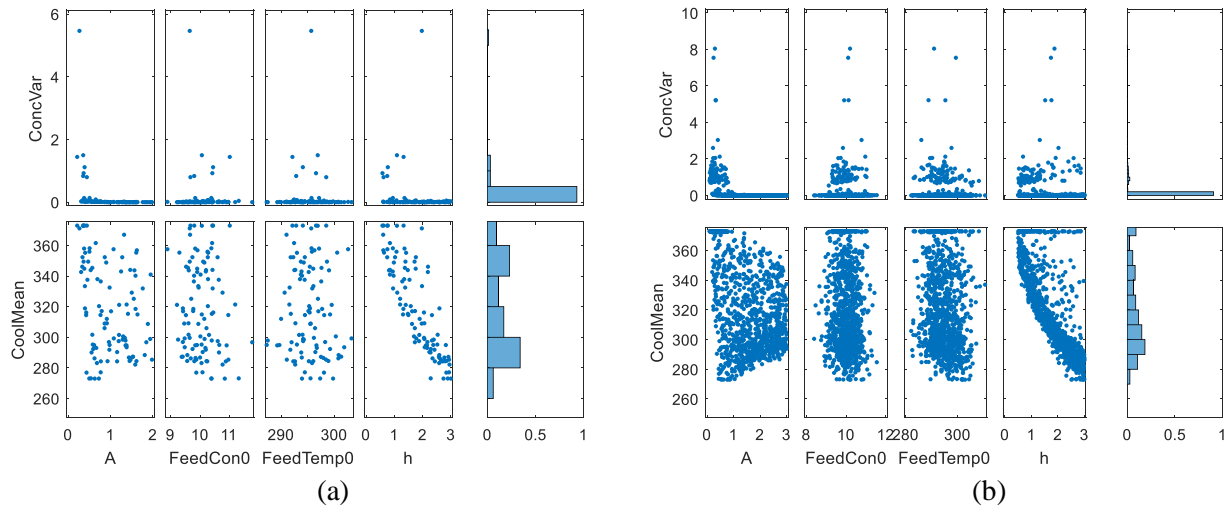 6
4
2
0
ConcVar
360
340
320
300
280
260
CoolMean
0 1 2
A
9 10 11
FeedCon0
290 300
FeedTemp0
0 1 2 3
h
0 0.5 1
(a)
10
8
6
4
2
0
ConcVar
360
340
320
300
280
260
CoolMean
0 1 2 3
A
8 10 12
FeedCon0
280 300
FeedTemp0
0 1 2 3
h
0 0.5 1
(b)